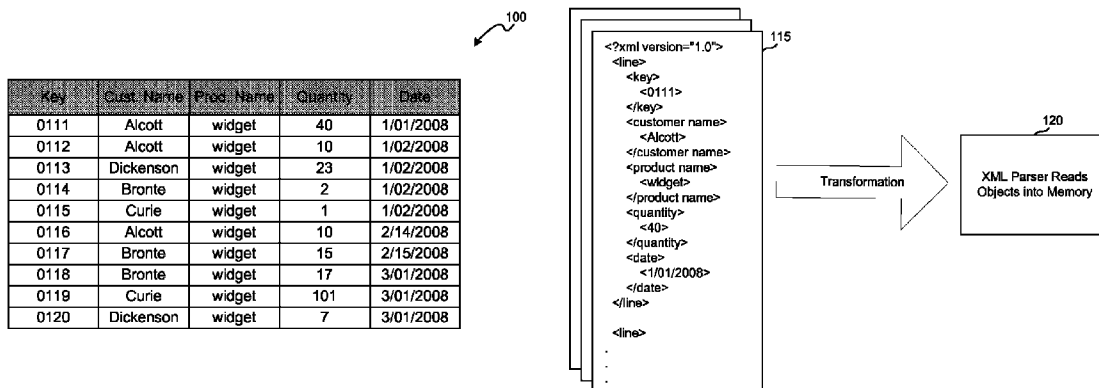 100
Key Cust. Name Prod. Name Quantity Date
0111 Alcott widget 40 1/01/2008
0112 Alcott widget 10 1/02/2008
0113 Dickenson widget 23 1/02/2008
0114 Bronte widget 2 1/02/2008
0115 Curie widget 1 1/02/2008
0116 Alcott widget 10 2/14/2008
0117 Bronte widget 15 2/15/2008
0118 Bronte widget 17 3/01/2008
0119 Curie widget 101 3/01/2008
0120 Dickenson widget 7 3/01/2008
115
<?xml version="1.0">
<line>
<key>
<0111>
</key>
<customer name>
<Alcott>
</customer name>
<product name>
<widget>
</product name>
<quantity>
<40>
</quantity>
<date>
<1/01/2008>
</date>
</line>
<line>
.
.
.
Transformation
120
XML Parser Reads
Objects into Memory